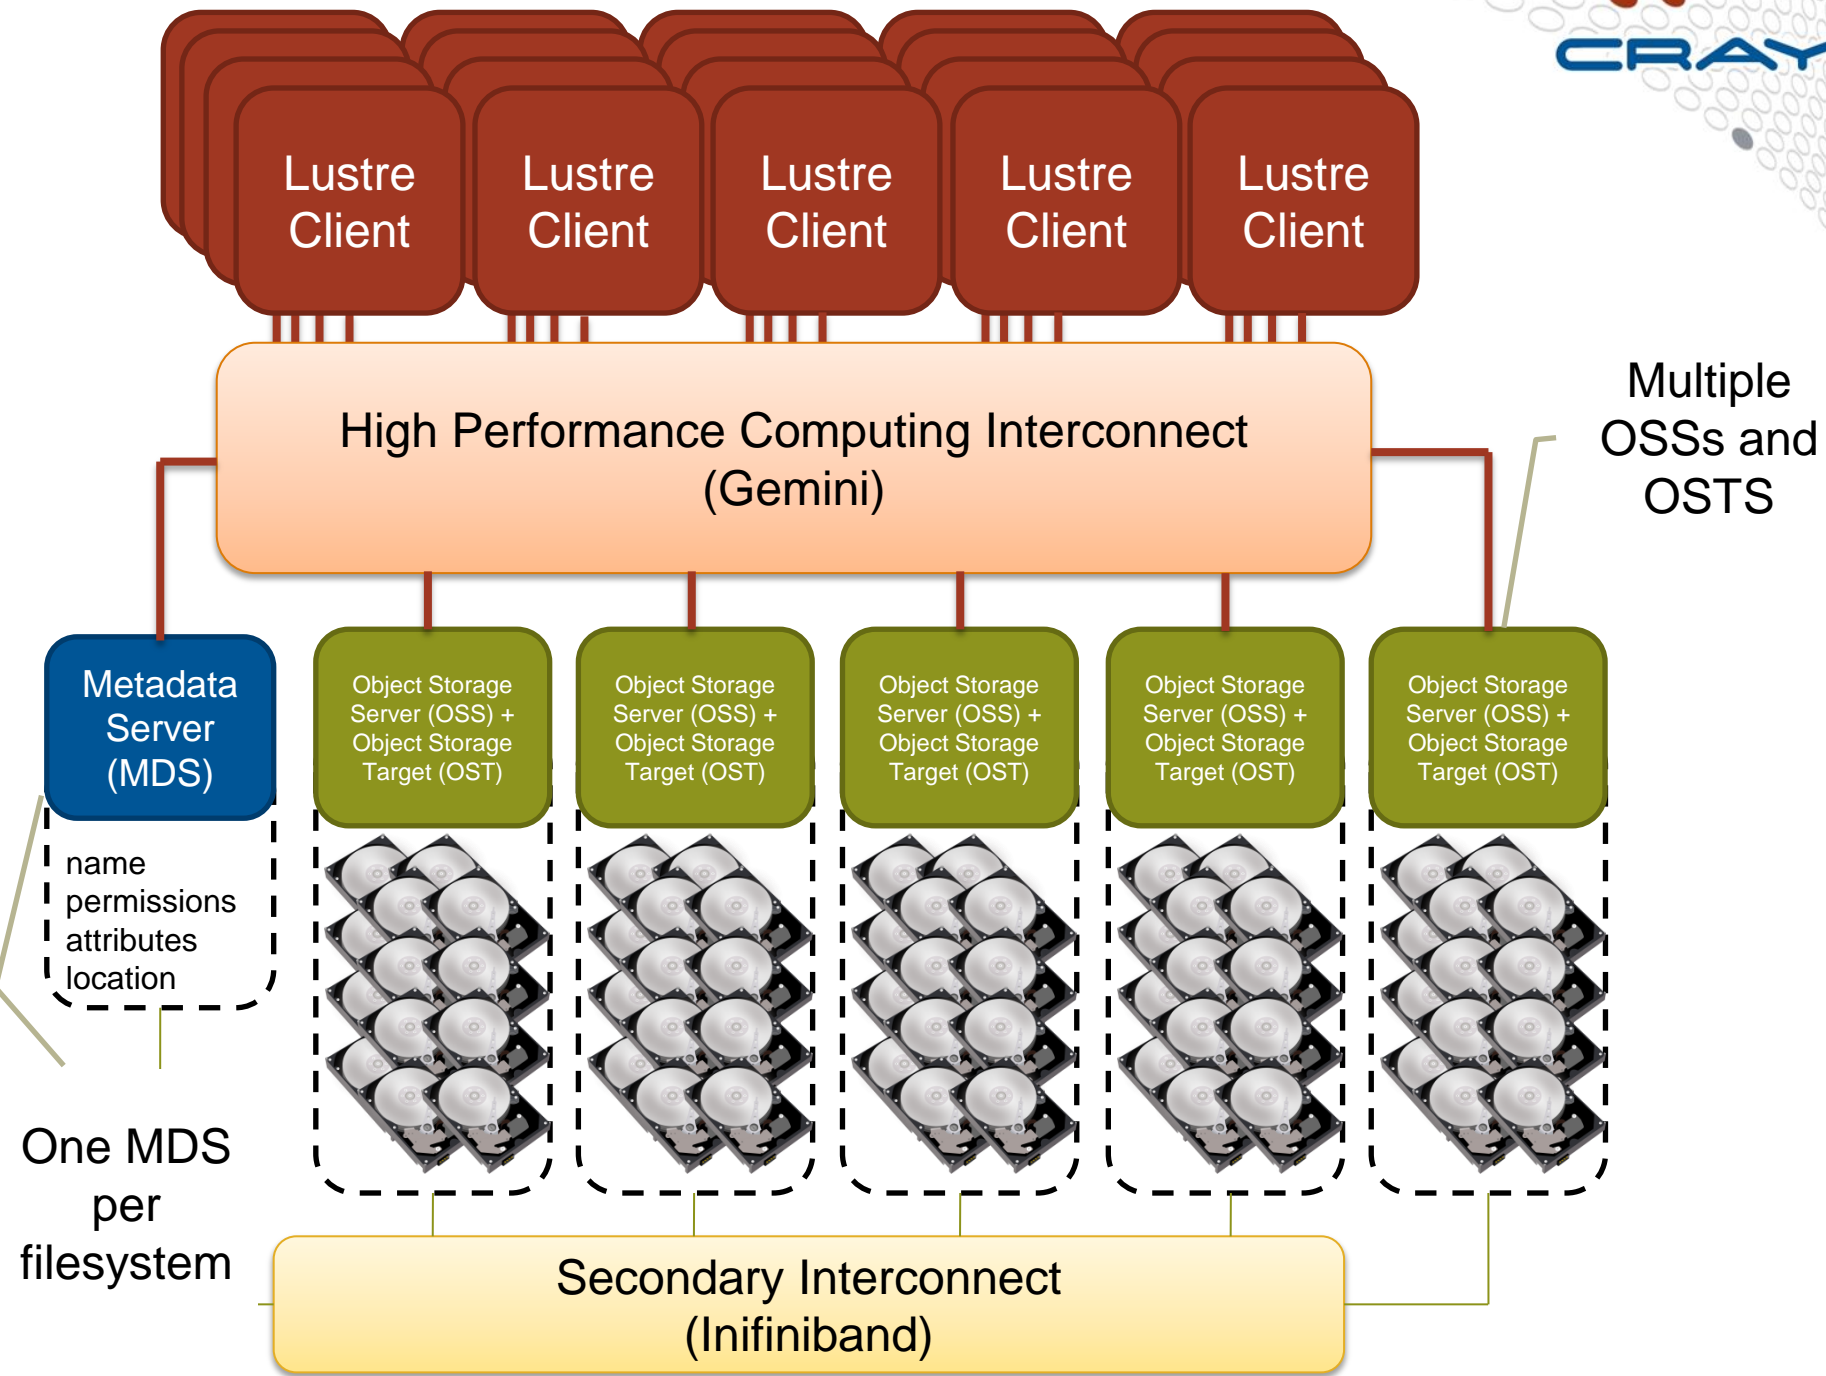 CRAY
Lustre
Client
Lustre
Client
Lustre
Client
Lustre
Client
Lustre
Client
High Performance Computing Interconnect
(Gemini)
Multiple
OSSs and
OSTS
Metadata
Server
(MDS)
Object Storage
Server (OSS) +
Object Storage
Target (OST)
Object Storage
Server (OSS) +
Object Storage
Target (OST)
Object Storage
Server (OSS) +
Object Storage
Target (OST)
Object Storage
Server (OSS) +
Object Storage
Target (OST)
Object Storage
Server (OSS) +
Object Storage
Target (OST)
name
permissions
attributes
location
One MDS
per
filesystem
Secondary Interconnect
(Inifiniband)